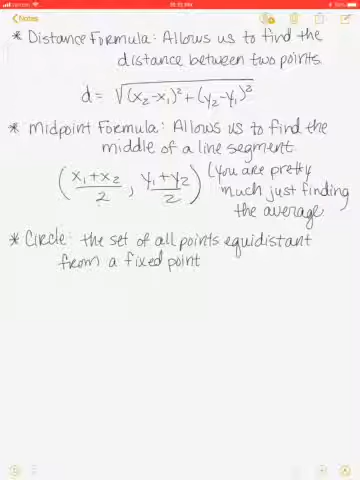 Notes
* Distance Formula: Allows us to find the
distance between two points
d = √(x₂-x₁)² + (y₂-y₁)²
* Midpoint Formula: Allows us to find the
middle of a line segment
(x₁+x₂/2, y₁+y₂/2) (you are pretty
much just finding
the average
* Circle: the set of all points equidistant
from a fixed point